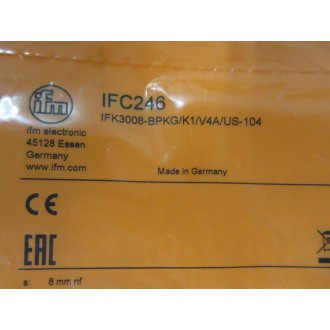 ifm
IFC246
IFK3008-BPKG/K1/V4A/US-104
ifm electronic
45128 Essen
Germany
www.ifm.com
Made in Germany
CE
EAC
s: 8 mm nf